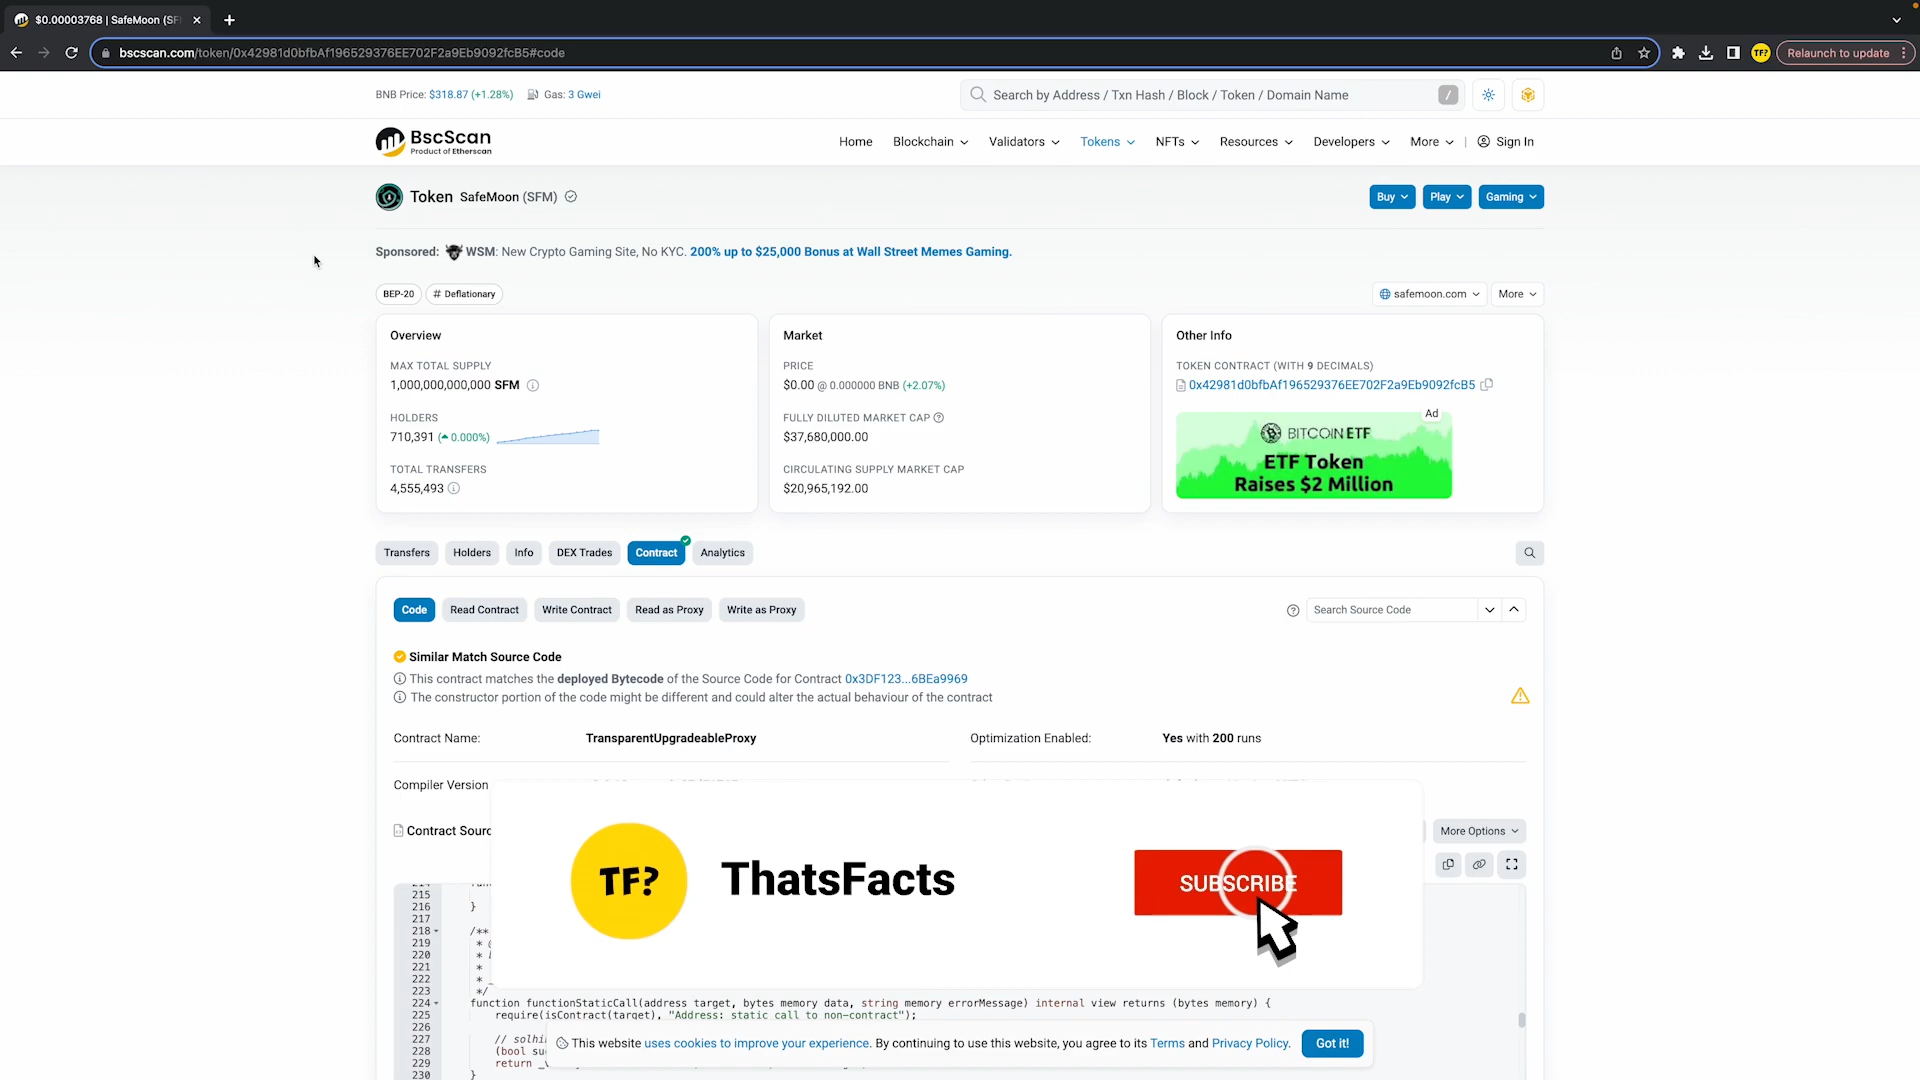 $0.00003768 | SafeMoon (SF
bscscan.com/token/0x42981d0bfbAf196529376EE702F2a9Eb9092fcB5#code
TF?
Relaunch to update
BNB Price: $318.87 (+1.28%)
Gas: 3 Gwei
Search by Address / Txn Hash / Block / Token / Domain Name
/
BscScan
Product of Etherscan
Home
Blockchain
Validators
Tokens
NFTs
Resources
Developers
More
|
Sign In
Token SafeMoon (SFM)
Buy
Play
Gaming
Sponsored: WSM: New Crypto Gaming Site, No KYC. 200% up to $25,000 Bonus at Wall Street Memes Gaming.
BEP-20
# Deflationary
safemoon.com
More
Overview
MAX TOTAL SUPPLY
1,000,000,000,000 SFM
HOLDERS
710,391 (0.000%)
TOTAL TRANSFERS
4,555,493
Market
PRICE
$0.00 @ 0.000000 BNB (+2.07%)
FULLY DILUTED MARKET CAP
$37,680,000.00
CIRCULATING SUPPLY MARKET CAP
$20,965,192.00
Other Info
TOKEN CONTRACT (WITH 9 DECIMALS)
0x42981d0bfbAf196529376EE702F2a9Eb9092fcB5
Ad
BITCOIN ETF
ETF Token
Raises $2 Million
Transfers
Holders
Info
DEX Trades
Contract
Analytics
Code
Read Contract
Write Contract
Read as Proxy
Write as Proxy
Search Source Code
Similar Match Source Code
This contract matches the deployed Bytecode of the Source Code for Contract 0x3DF123...6BEa9969
The constructor portion of the code might be different and could alter the actual behaviour of the contract
Contract Name:
TransparentUpgradeableProxy
Optimization Enabled:
Yes with 200 runs
Compiler Version
Contract Sourc
More Options
TF?
ThatsFacts
SUBSCRIBE
215
216 }
217
218 /**
219 *
220 *
221 *
222 *
223 */
224 function functionStaticCall(address target, bytes memory data, string memory errorMessage) internal view returns (bytes memory) {
225 require(isContract(target), "Address: static call to non-contract");
226
227 // solhi
228 (bool su
229 return _v
230 }
This website uses cookies to improve your experience. By continuing to use this website, you agree to its Terms and Privacy Policy.
Got it!